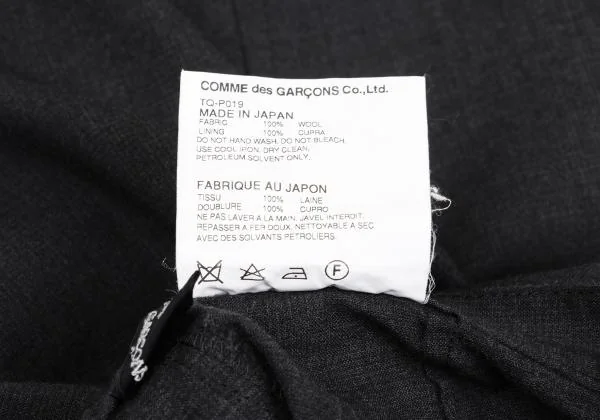 COMME des GARÇONS Co.,Ltd.
TQ-P019
MADE IN JAPAN
FABRIC 100% WOOL
LINING 100% CUPRA
DO NOT HAND WASH. DO NOT BLEACH.
USE COOL IRON. DRY CLEAN.
PETROLEUM SOLVENT ONLY.
FABRIQUE AU JAPON
TISSU 100% LAINE
DOUBLURE 100% CUPRO
NE PAS LAVER A LA MAIN. JAVEL INTERDIT.
REPASSER A FER DOUX. NETTOYABLE A SEC
AVEC DES SOLVANTS PETROLIERS.
F
GARÇONS